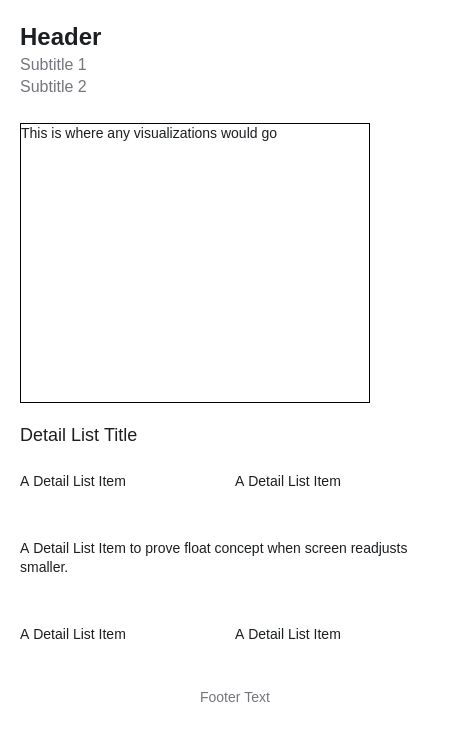 Header
Subtitle 1
Subtitle 2
This is where any visualizations would go
Detail List Title
A Detail List Item
A Detail List Item
A Detail List Item to prove float concept when screen readjusts
smaller.
A Detail List Item
A Detail List Item
Footer Text